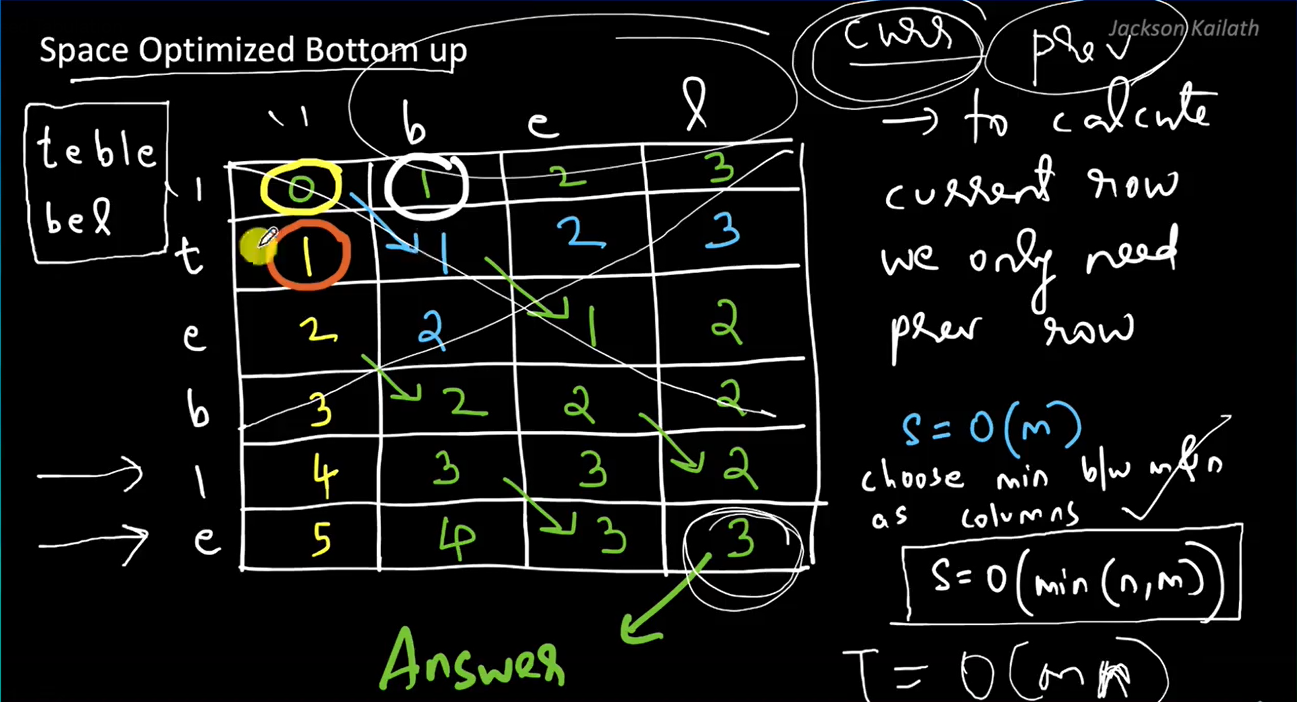 Jackson Kailath
Space Optimized Bottom up
curr prev
teble
bel
" b e l
" 0 1 2 3
t 1 1 2 3
e 2 2 1 2
b 3 2 2 2
l 4 3 3 2
e 5 4 3 3
Answer
→ to calcute
current row
we only need
prev row
S = O(m)
choose min b/w m & n
as columns
S = O(min(n,m))
T = O(mn)